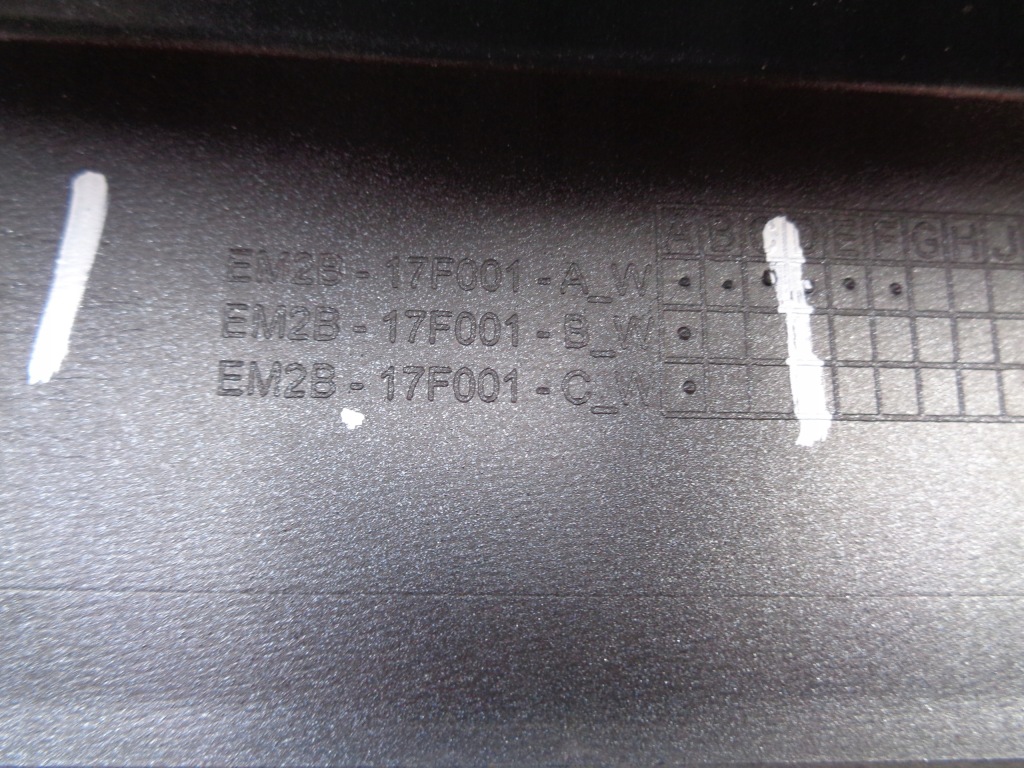 A B C D E F G H J
EM2B - 17F001 - A_W
EM2B - 17F001 - B_W
EM2B - 17F001 - C_W